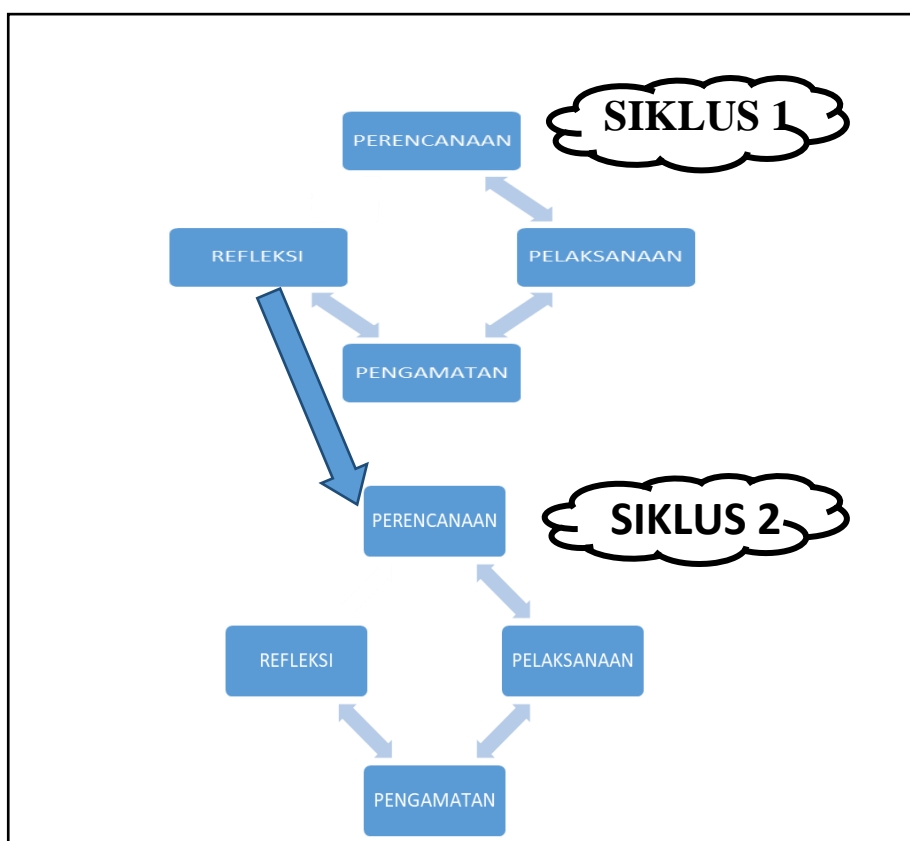 SIKLUS 1
PERENCANAAN
REFLEKSI
PELAKSANAAN
PENGAMATAN
PERENCANAAN
SIKLUS 2
REFLEKSI
PELAKSANAAN
PENGAMATAN